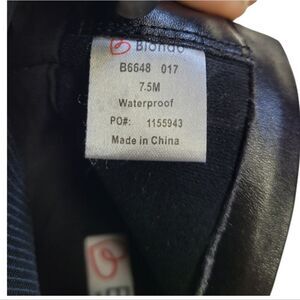 Blondo
B6648 017
7.5M
Waterproof
PO#: 1155943
Made in China